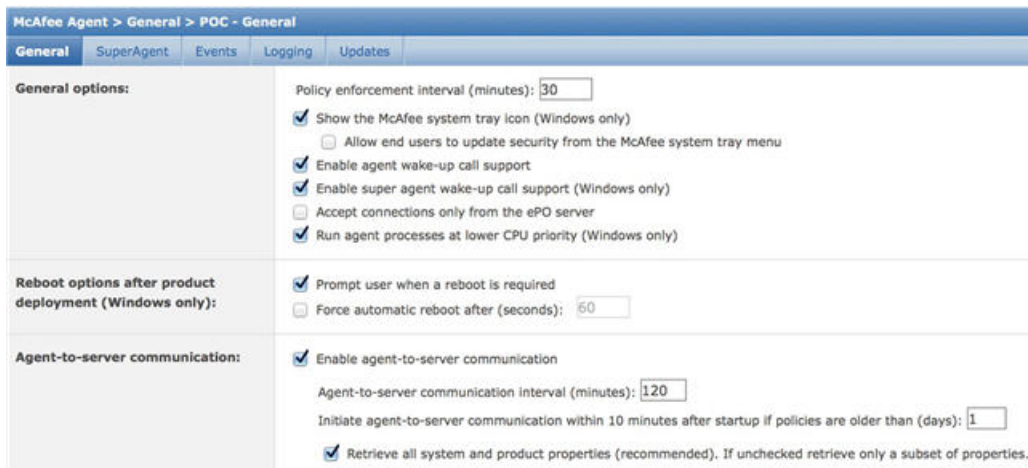 McAfee Agent > General > POC - General
General SuperAgent Events Logging Updates
General options:
Policy enforcement interval (minutes): 30
Show the McAfee system tray icon (Windows only)
Allow end users to update security from the McAfee system tray menu
Enable agent wake-up call support
Enable super agent wake-up call support (Windows only)
Accept connections only from the ePO server
Run agent processes at lower CPU priority (Windows only)
Reboot options after product
deployment (Windows only):
Prompt user when a reboot is required
Force automatic reboot after (seconds): 60
Agent-to-server communication:
Enable agent-to-server communication
Agent-to-server communication interval (minutes): 120
Initiate agent-to-server communication within 10 minutes after startup if policies are older than (days): 1
Retrieve all system and product properties (recommended). If unchecked retrieve only a subset of properties.